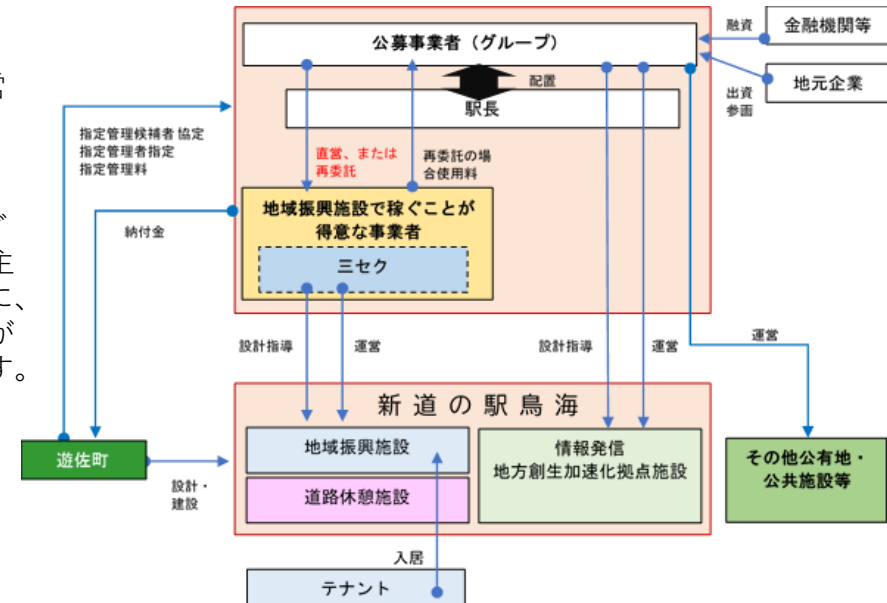 公募事業者（グループ）
融資
金融機関等
配置
地元企業
出資
参画
駅長
営
指定管理候補者 協定
指定管理者指定
指定管理料
直営、または
再委託
再委託の場
合使用料
地域振興施設で稼ぐことが
得意な事業者
三セク
納付金
主
に、
が
す。
設計指導
運営
設計指導
運営
運営
新道の駅鳥海
地域振興施設
道路休憩施設
情報発信
地方創生加速化拠点施設
その他公有地・
公共施設等
遊佐町
設計・
建設
入居
テナント